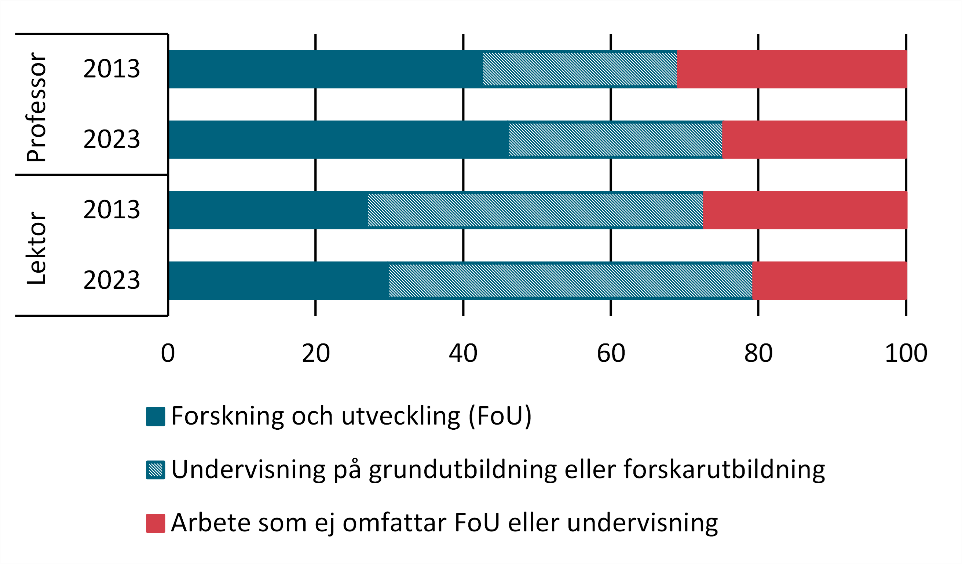 Professor
2013
2023
Lektor
2013
2023
0 20 40 60 80 100
Forskning och utveckling (FoU)
Undervisning på grundutbildning eller forskarutbildning
Arbete som ej omfattar FoU eller undervisning